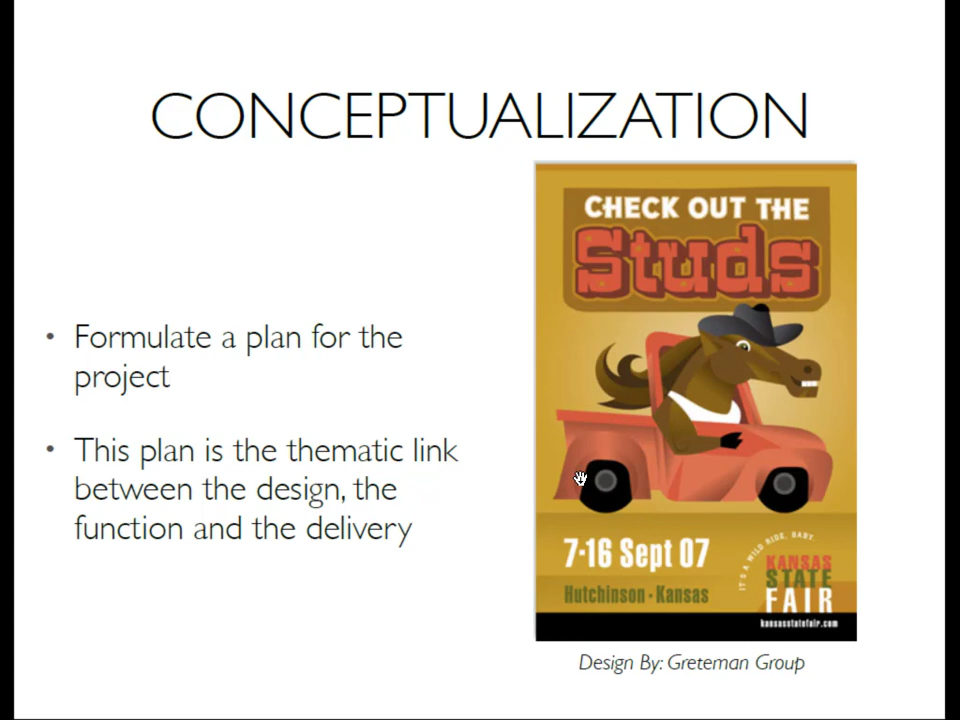 CONCEPTUALIZATION
• Formulate a plan for the
project
• This plan is the thematic link
between the design, the
function and the delivery
CHECK OUT THE
Studs
7-16 Sept 07
Hutchinson · Kansas
IT'S A WILD RIDE, BABY.
KANSAS
STATE
FAIR
kansasstatefair.com
Design By: Greteman Group